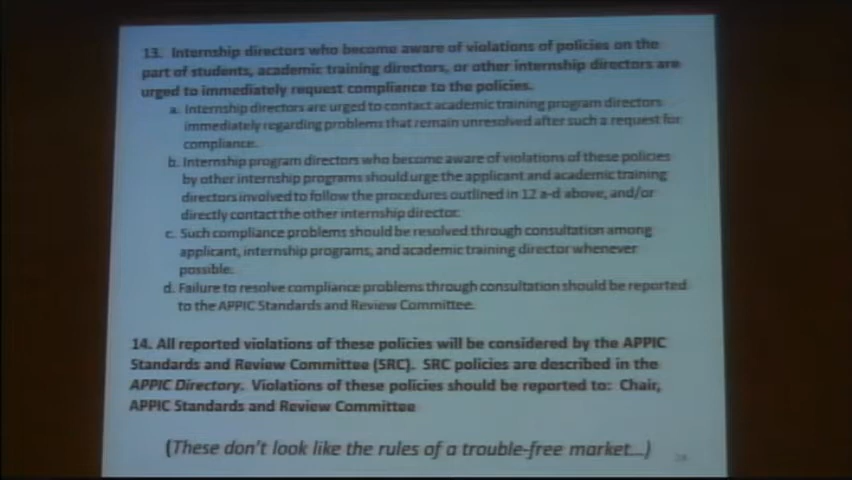 13. Internship directors who become aware of violations of policies on the
part of students, academic training directors, or other internship directors are
urged to immediately request compliance to the policies.
a. Internship directors are urged to contact academic training program directors
immediately regarding problems that remain unresolved after such a request for
compliance.
b. Internship program directors who become aware of violations of these policies
by other internship programs should urge the applicant and academic training
directors involved to follow the procedures outlined in 12 a-d above, and/or
directly contact the other internship director.
c. Such compliance problems should be resolved through consultation among
applicant, internship programs, and academic training director whenever
possible.
d. Failure to resolve compliance problems through consultation should be reported
to the APPIC Standards and Review Committee.
14. All reported violations of these policies will be considered by the APPIC
Standards and Review Committee (SRC). SRC policies are described in the
APPIC Directory. Violations of these policies should be reported to: Chair,
APPIC Standards and Review Committee
(These don't look like the rules of a trouble-free market...)